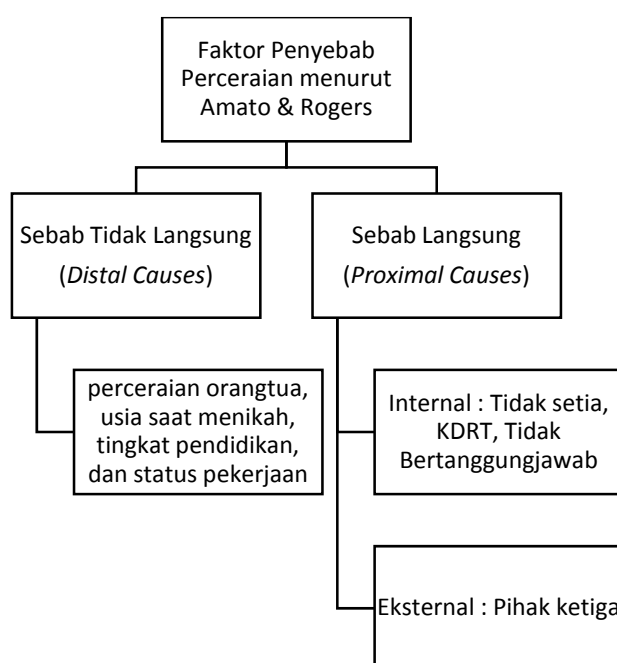 Faktor Penyebab
Perceraian menurut
Amato & Rogers
Sebab Tidak Langsung
(Distal Causes)
Sebab Langsung
(Proximal Causes)
perceraian orangtua,
usia saat menikah,
tingkat pendidikan,
dan status pekerjaan
Internal : Tidak setia,
KDRT, Tidak
Bertanggungjawab
Eksternal : Pihak ketiga